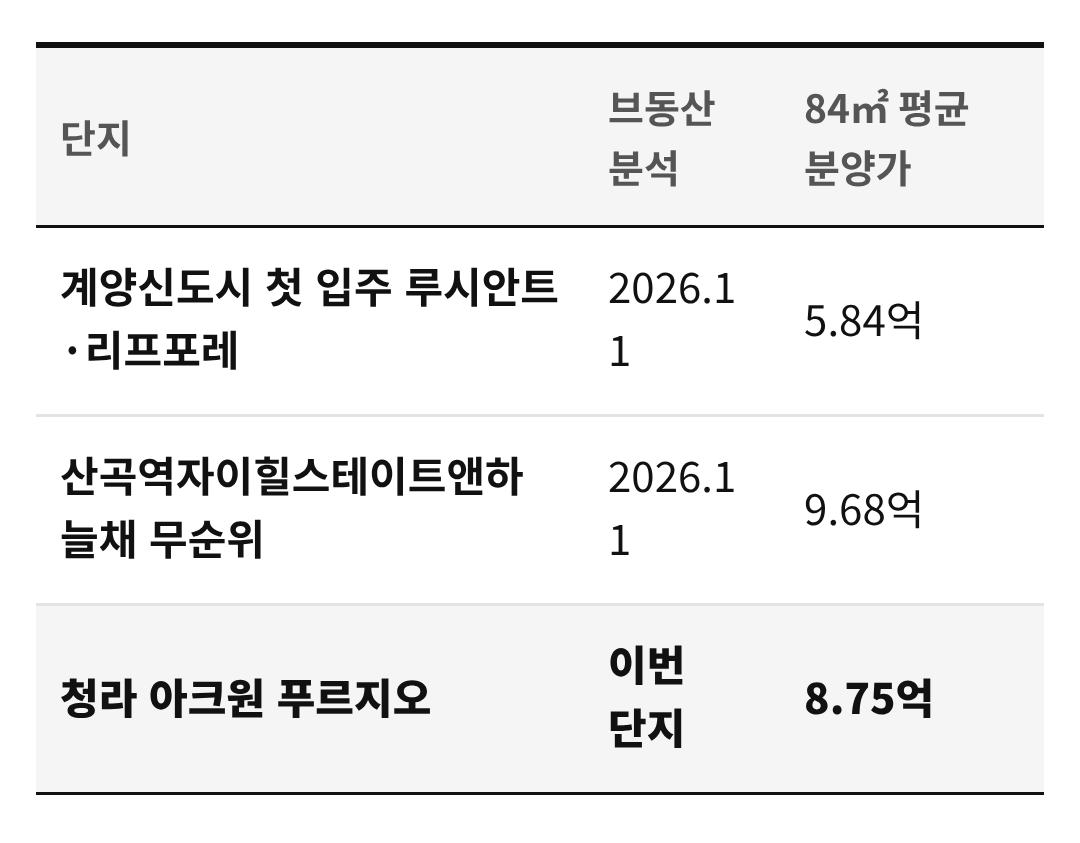 단지
브동산
분석
84㎡ 평균
분양가
계양신도시 첫 입주 루시안트
·리프포레
2026.1
1
5.84억
산곡역자이힐스테이트앤하
늘채 무순위
2026.1
1
9.68억
청라 아크원 푸르지오
이번
단지
8.75억